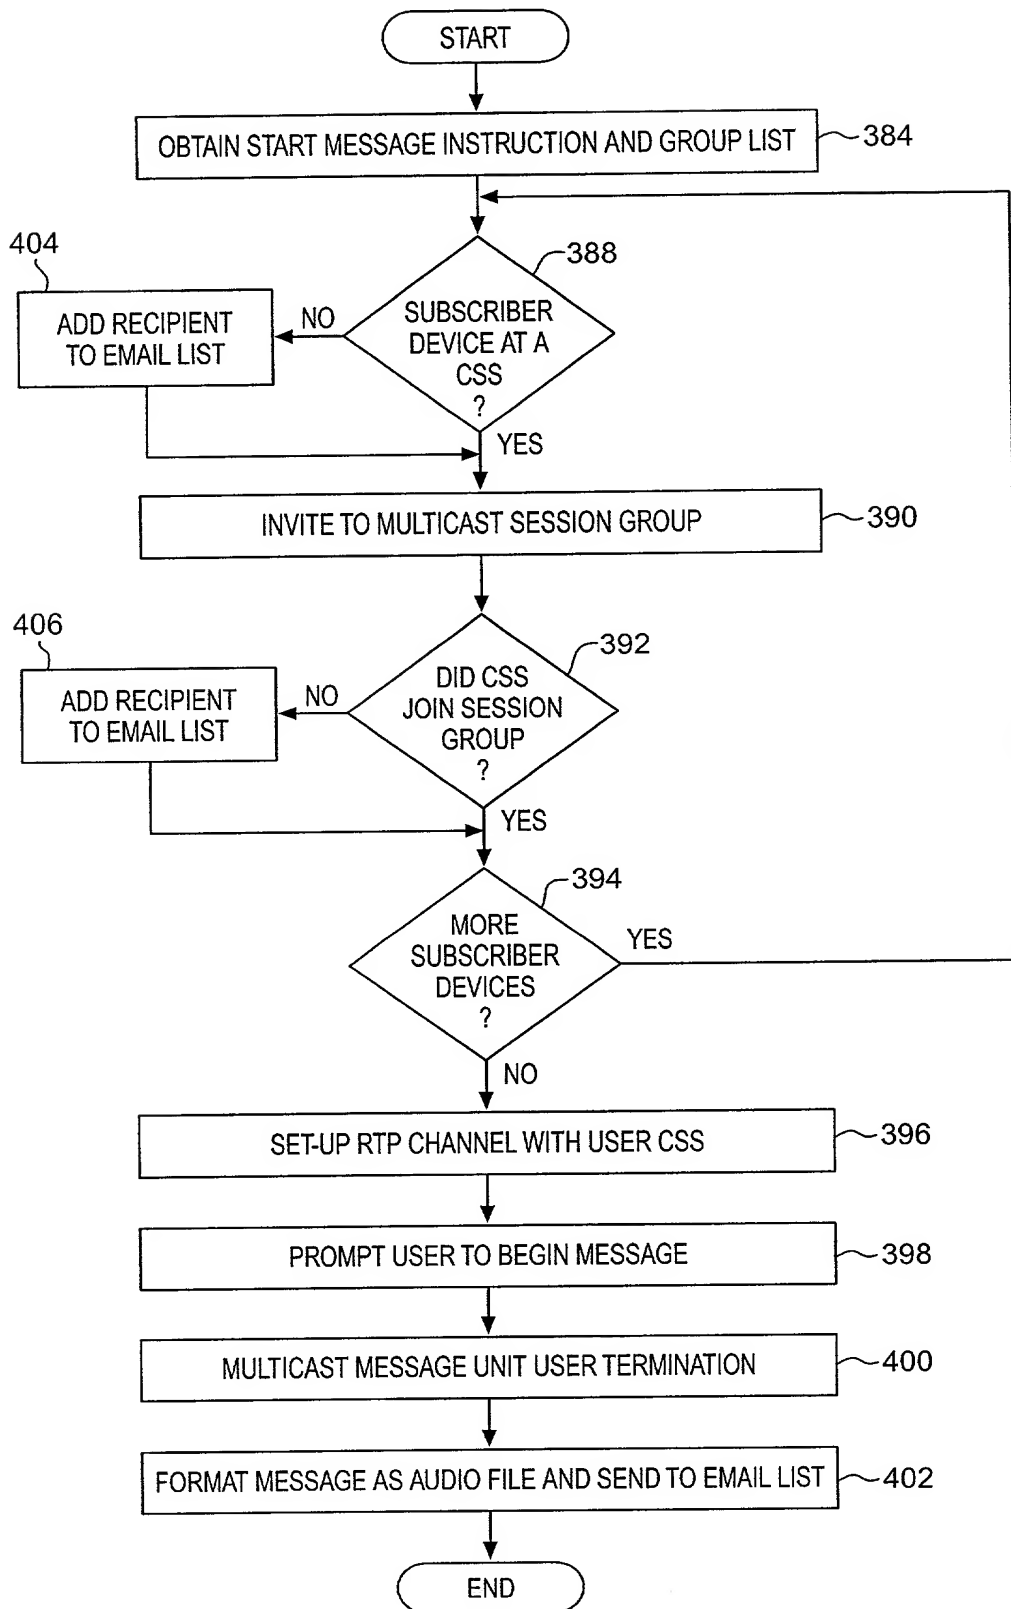 START
OBTAIN START MESSAGE INSTRUCTION AND GROUP LIST
384
404
388
ADD RECIPIENT
TO EMAIL LIST
NO
SUBSCRIBER
DEVICE AT A
CSS
?
YES
INVITE TO MULTICAST SESSION GROUP
390
406
392
ADD RECIPIENT
TO EMAIL LIST
NO
DID CSS
JOIN SESSION
GROUP
?
YES
394
MORE
SUBSCRIBER
DEVICES
?
YES
NO
SET-UP RTP CHANNEL WITH USER CSS
396
PROMPT USER TO BEGIN MESSAGE
398
MULTICAST MESSAGE UNIT USER TERMINATION
400
FORMAT MESSAGE AS AUDIO FILE AND SEND TO EMAIL LIST
402
END